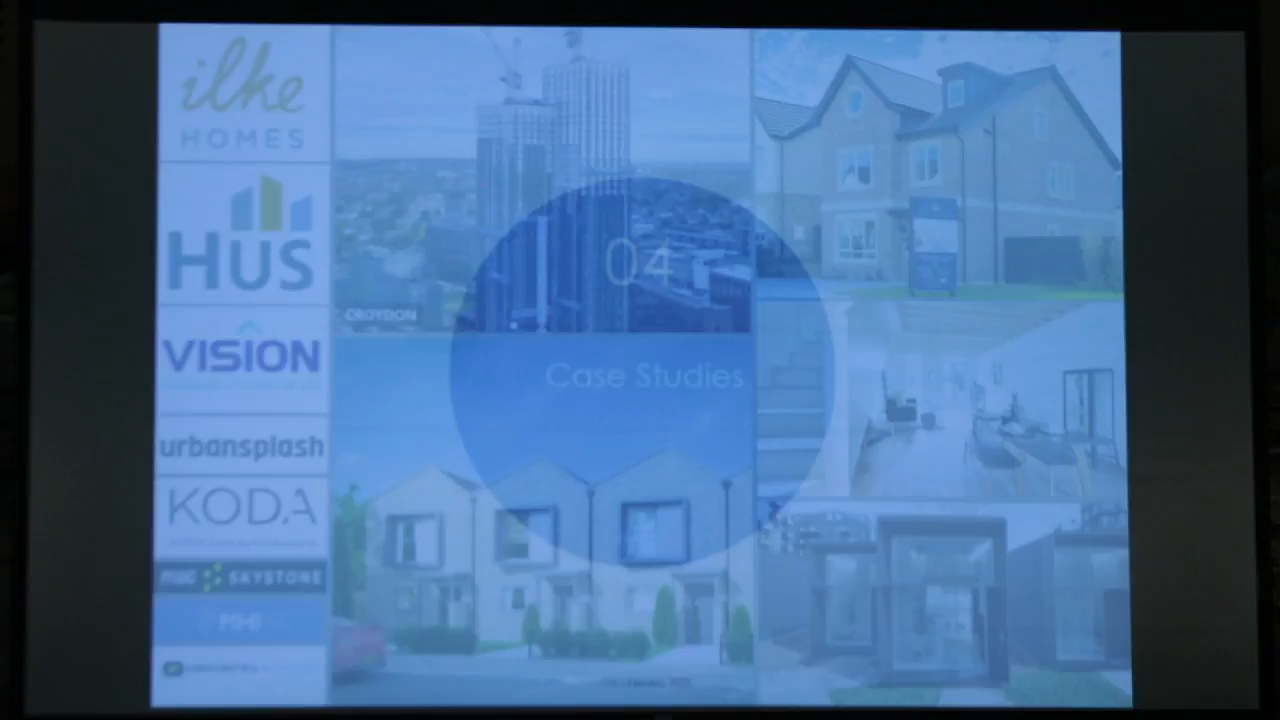 ilke
HOMES
HUS
VISION
urbansplash
KODA
SKYSTONE
CROYDON
04
Case Studies